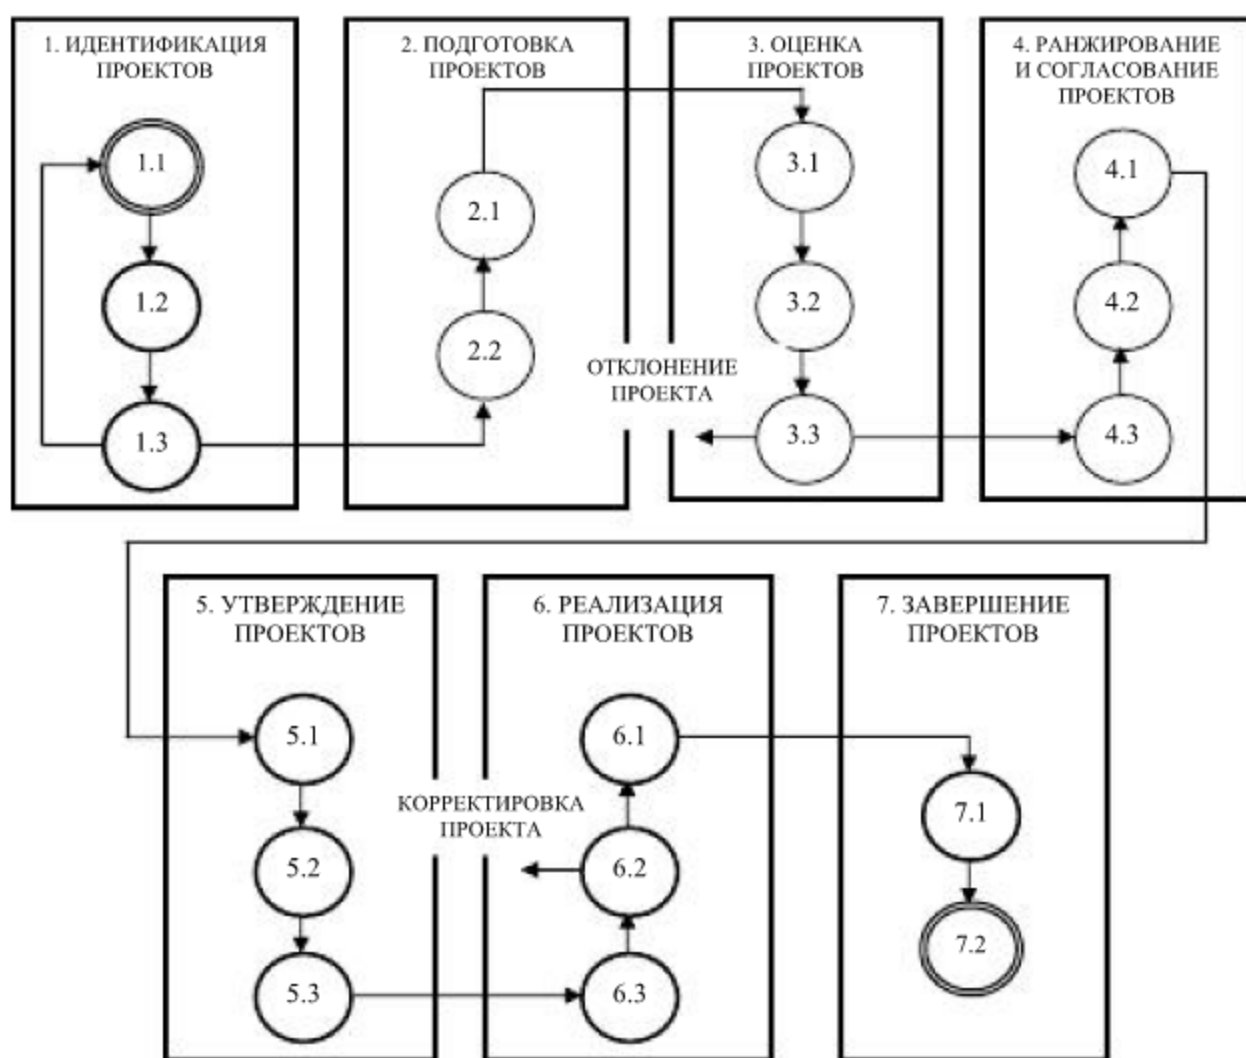 1. ИДЕНТИФИКАЦИЯ
ПРОЕКТОВ
1.1
1.2
1.3
2. ПОДГОТОВКА
ПРОЕКТОВ
2.1
2.2
3. ОЦЕНКА
ПРОЕКТОВ
3.1
3.2
3.3
ОТКЛОНЕНИЕ
ПРОЕКТА
4. РАНЖИРОВАНИЕ
И СОГЛАСОВАНИЕ
ПРОЕКТОВ
4.1
4.2
4.3
5. УТВЕРЖДЕНИЕ
ПРОЕКТОВ
5.1
5.2
5.3
6. РЕАЛИЗАЦИЯ
ПРОЕКТОВ
6.1
6.2
6.3
КОРРЕКТИРОВКА
ПРОЕКТА
7. ЗАВЕРШЕНИЕ
ПРОЕКТОВ
7.1
7.2